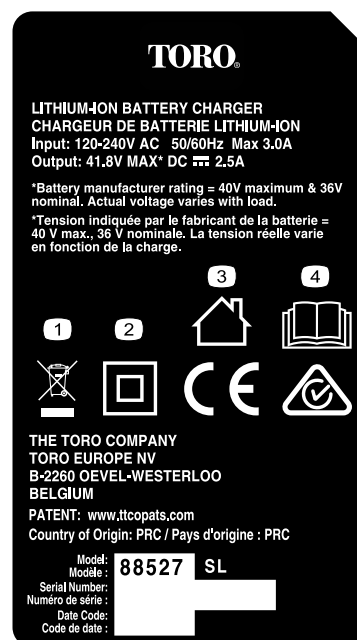 TORO®
LITHIUM-ION BATTERY CHARGER
CHARGEUR DE BATTERIE LITHIUM-ION
Input: 120-240V AC 50/60Hz Max 3.0A
Output: 41.8V MAX* DC ⎓ 2.5A
*Battery manufacturer rating = 40V maximum & 36V
nominal. Actual voltage varies with load.
*Tension indiquée par le fabricant de la batterie =
40 V max., 36 V nominale. La tension réelle varie
en fonction de la charge.
1 2 3 4
CE
THE TORO COMPANY
TORO EUROPE NV
B-2260 OEVEL-WESTERLOO
BELGIUM
PATENT: www.ttcopats.com
Country of Origin: PRC / Pays d'origine : PRC
Model: 88527 SL
Modèle :
Serial Number:
Numéro de série :
Date Code:
Code de date :